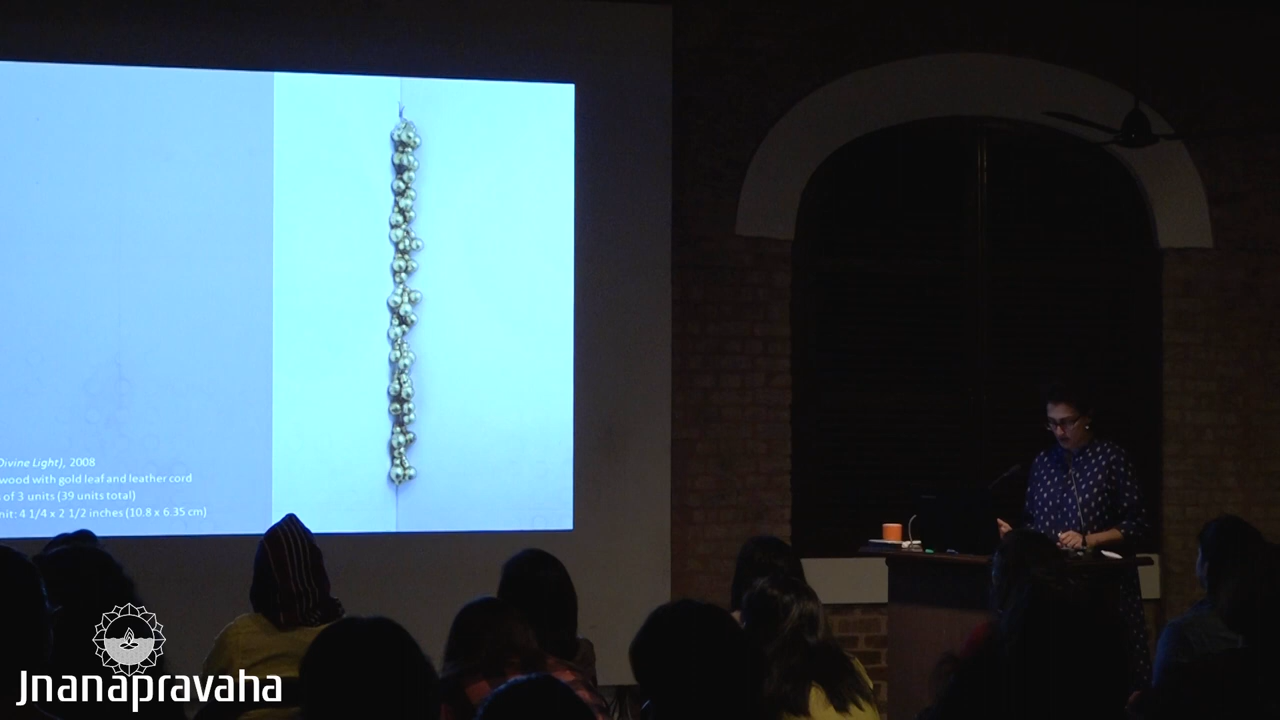 Divine Light), 2008
wood with gold leaf and leather cord
of 3 units (39 units total)
nit: 4 1/4 x 2 1/2 inches (10.8 x 6.35 cm)
Jnanapravaha